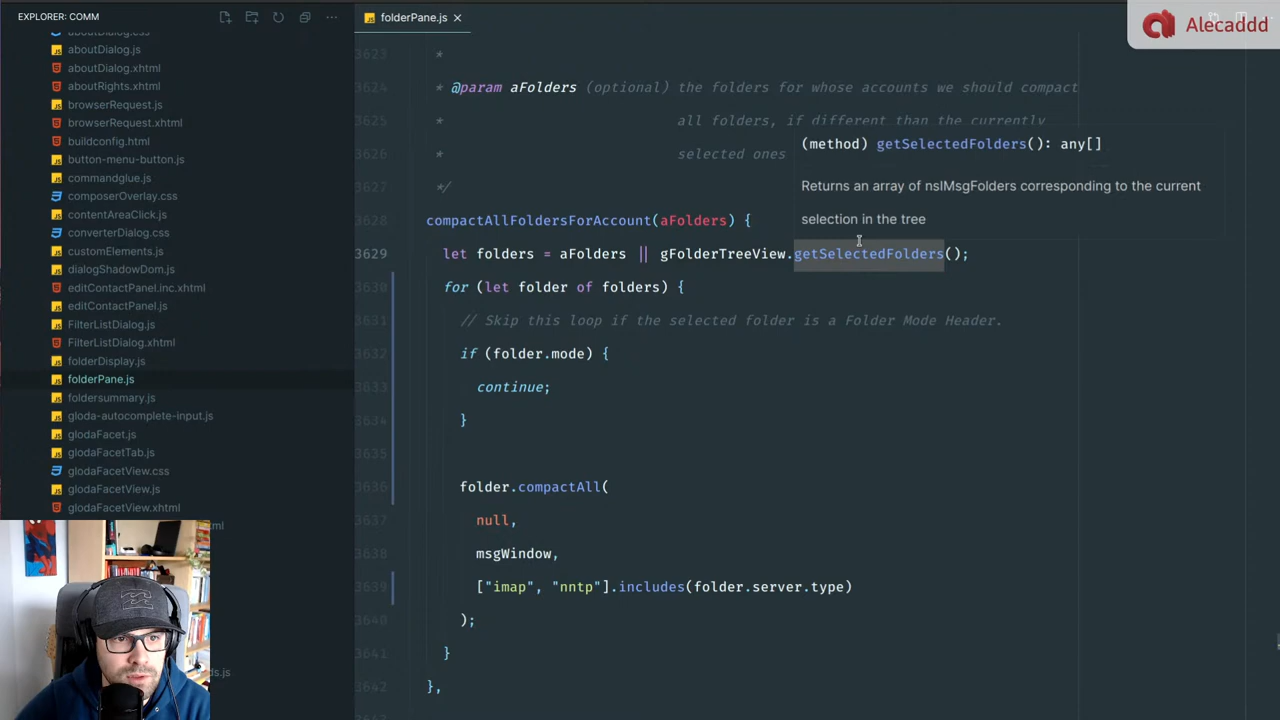 EXPLORER: COMM
aboutDialog.css
aboutDialog.js
aboutDialog.xhtml
aboutRights.xhtml
browserRequest.js
browserRequest.xhtml
buildconfig.html
button-menu-button.js
commandglue.js
composerOverlay.css
contentAreaClick.js
converterDialog.css
customElements.js
dialogShadowDom.js
editContactPanel.inc.xhtml
editContactPanel.js
FilterListDialog.js
FilterListDialog.xhtml
folderDisplay.js
folderPane.js
foldersummary.js
gloda-autocomplete-input.js
glodaFacet.js
glodaFacetTab.js
glodaFacetView.css
glodaFacetView.js
glodaFacetView.xhtml
folderPane.js
Alecaddd
3623 *
3624 * @param aFolders (optional) the folders for whose accounts we should compact
3625 * all folders, if different than the currently
3626 * selected ones
3627 */
3628 compactAllFoldersForAccount(aFolders) {
3629 let folders = aFolders || gFolderTreeView.getSelectedFolders();
3630 for (let folder of folders) {
3631 // Skip this loop if the selected folder is a Folder Mode Header.
3632 if (folder.mode) {
3633 continue;
3634 }
3635
3636 folder.compactAll(
3637 null,
3638 msgWindow,
3639 ["imap", "nntp"].includes(folder.server.type)
3640 );
3641 }
3642 },
(method) getSelectedFolders(): any[]
Returns an array of nsIMsgFolders corresponding to the current
selection in the tree